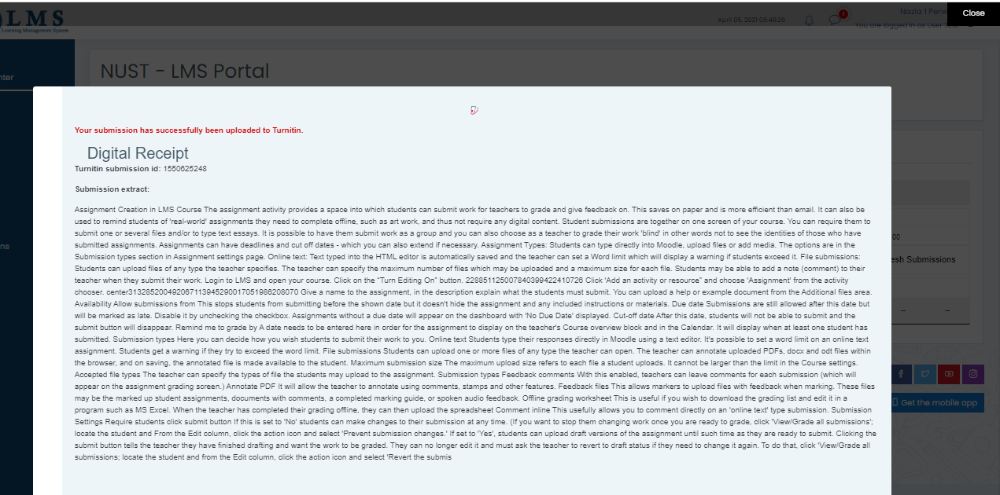 LMS
Learning Management System
April 05, 2021 08:49:26
1
Nazia 1 Perw
Close
You are logged in as User
nter
NUST - LMS Portal
Your submission has successfully been uploaded to Turnitin.
Digital Receipt
Turnitin submission id: 1550625248
Submission extract:
Assignment Creation in LMS Course The assignment activity provides a space into which students can submit work for teachers to grade and give feedback on. This saves on paper and is more efficient than email. It can also be
used to remind students of 'real-world' assignments they need to complete offline, such as art work, and thus not require any digital content. Student submissions are together on one screen of your course. You can require them to
submit one or several files and/or to type text essays. It is possible to have them submit work as a group and you can also choose as a teacher to grade their work 'blind' in other words not to see the identities of those who have
submitted assignments. Assignments can have deadlines and cut off dates - which you can also extend if necessary. Assignment Types: Students can type directly into Moodle, upload files or add media. The options are in the
Submission types section in Assignment settings page. Online text: Text typed into the HTML editor is automatically saved and the teacher can set a Word limit which will display a warning if students exceed it. File submissions:
Students can upload files of any type the teacher specifies. The teacher can specify the maximum number of files which may be uploaded and a maximum size for each file. Students may be able to add a note (comment) to their
teacher when they submit their work. Login to LMS and open your course. Click on the "Turn Editing On" button. 228851125007840399422410726 Click 'Add an activity or resource" and choose 'Assignment' from the activity
chooser. center313285200492067113945290017051986208070 Give a name to the assignment, in the description explain what the students must submit. You can upload a help or example document from the Additional files area.
Availability Allow submissions from This stops students from submitting before the shown date but it doesn't hide the assignment and any included instructions or materials. Due date Submissions are still allowed after this date but
will be marked as late. Disable it by unchecking the checkbox. Assignments without a due date will appear on the dashboard with 'No Due Date' displayed. Cut-off date After this date, students will not be able to submit and the
submit button will disappear. Remind me to grade by A date needs to be entered here in order for the assignment to display on the teacher's Course overview block and in the Calendar. It will display when at least one student has
submitted. Submission types Here you can decide how you wish students to submit their work to you. Online text Students type their responses directly in Moodle using a text editor. It's possible to set a word limit on an online text
assignment. Students get a warning if they try to exceed the word limit. File submissions Students can upload one or more files of any type the teacher can open. The teacher can annotate uploaded PDFs, docx and odt files within
the browser, and on saving, the annotated file is made available to the student. Maximum submission size The maximum upload size refers to each file a student uploads. It cannot be larger than the limit in the Course settings.
Accepted file types The teacher can specify the types of file the students may upload to the assignment. Submission types Feedback comments With this enabled, teachers can leave comments for each submission (which will
appear on the assignment grading screen.) Annotate PDF It will allow the teacher to annotate using comments, stamps and other features. Feedback files This allows markers to upload files with feedback when marking. These files
may be the marked up student assignments, documents with comments, a completed marking guide, or spoken audio feedback. Offline grading worksheet This is useful if you wish to download the grading list and edit it in a
program such as MS Excel. When the teacher has completed their grading offline, they can then upload the spreadsheet Comment inline This usefully allows you to comment directly on an 'online text' type submission. Submission
Settings Require students click submit button If this is set to 'No' students can make changes to their submission at any time. (If you want to stop them changing work once you are ready to grade, click 'View/Grade all submissions';
locate the student and From the Edit column, click the action icon and select 'Prevent submission changes.' If set to 'Yes', students can upload draft versions of the assignment until such time as they are ready to submit. Clicking the
submit button tells the teacher they have finished drafting and want the work to be graded. They can no longer edit it and must ask the teacher to revert to draft status if they need to change it again. To do that, click 'View/Grade all
submissions; locate the student and from the Edit column, click the action icon and select 'Revert the submis
ns
00
esh Submissions
-- --
Get the mobile app